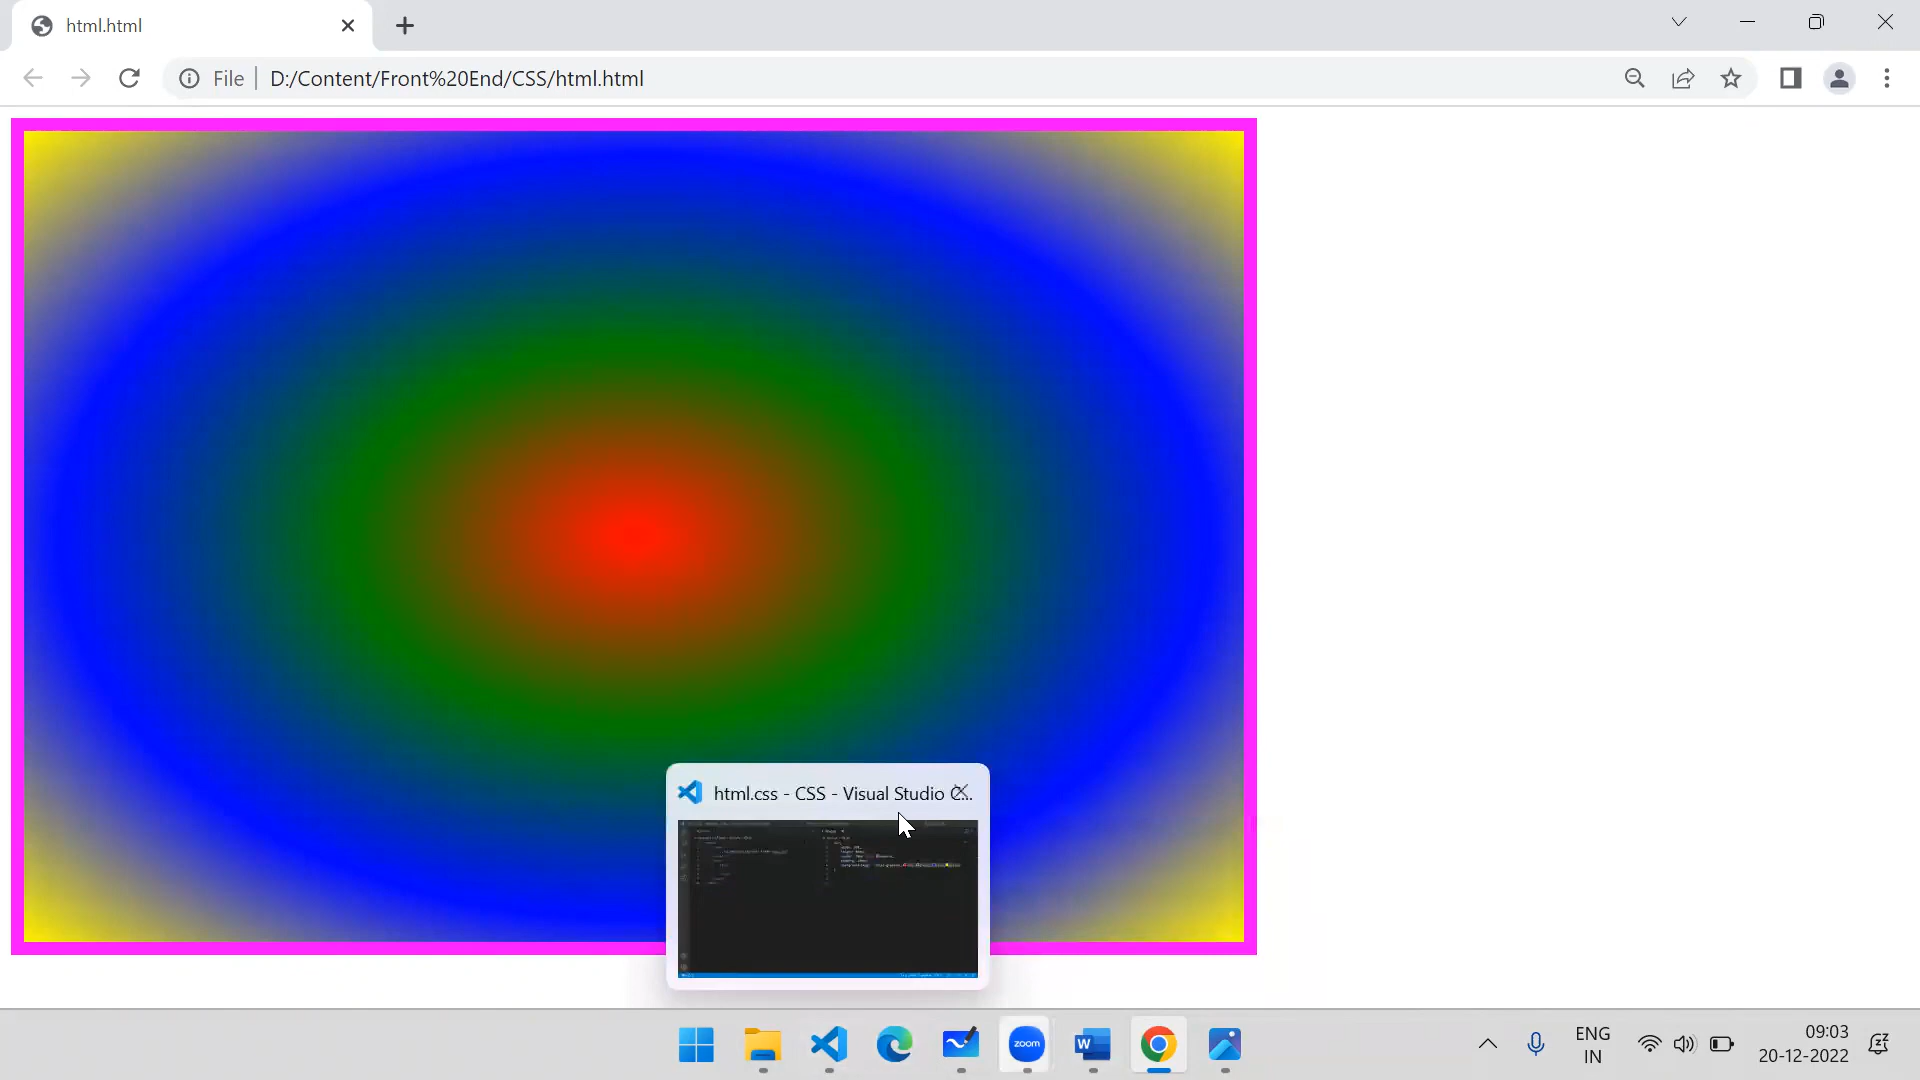 html.html
File
D:/Content/Front%20End/CSS/html.html
html.css - CSS - Visual Studio C...
zoom
W
ENG
IN
09:03
20-12-2022